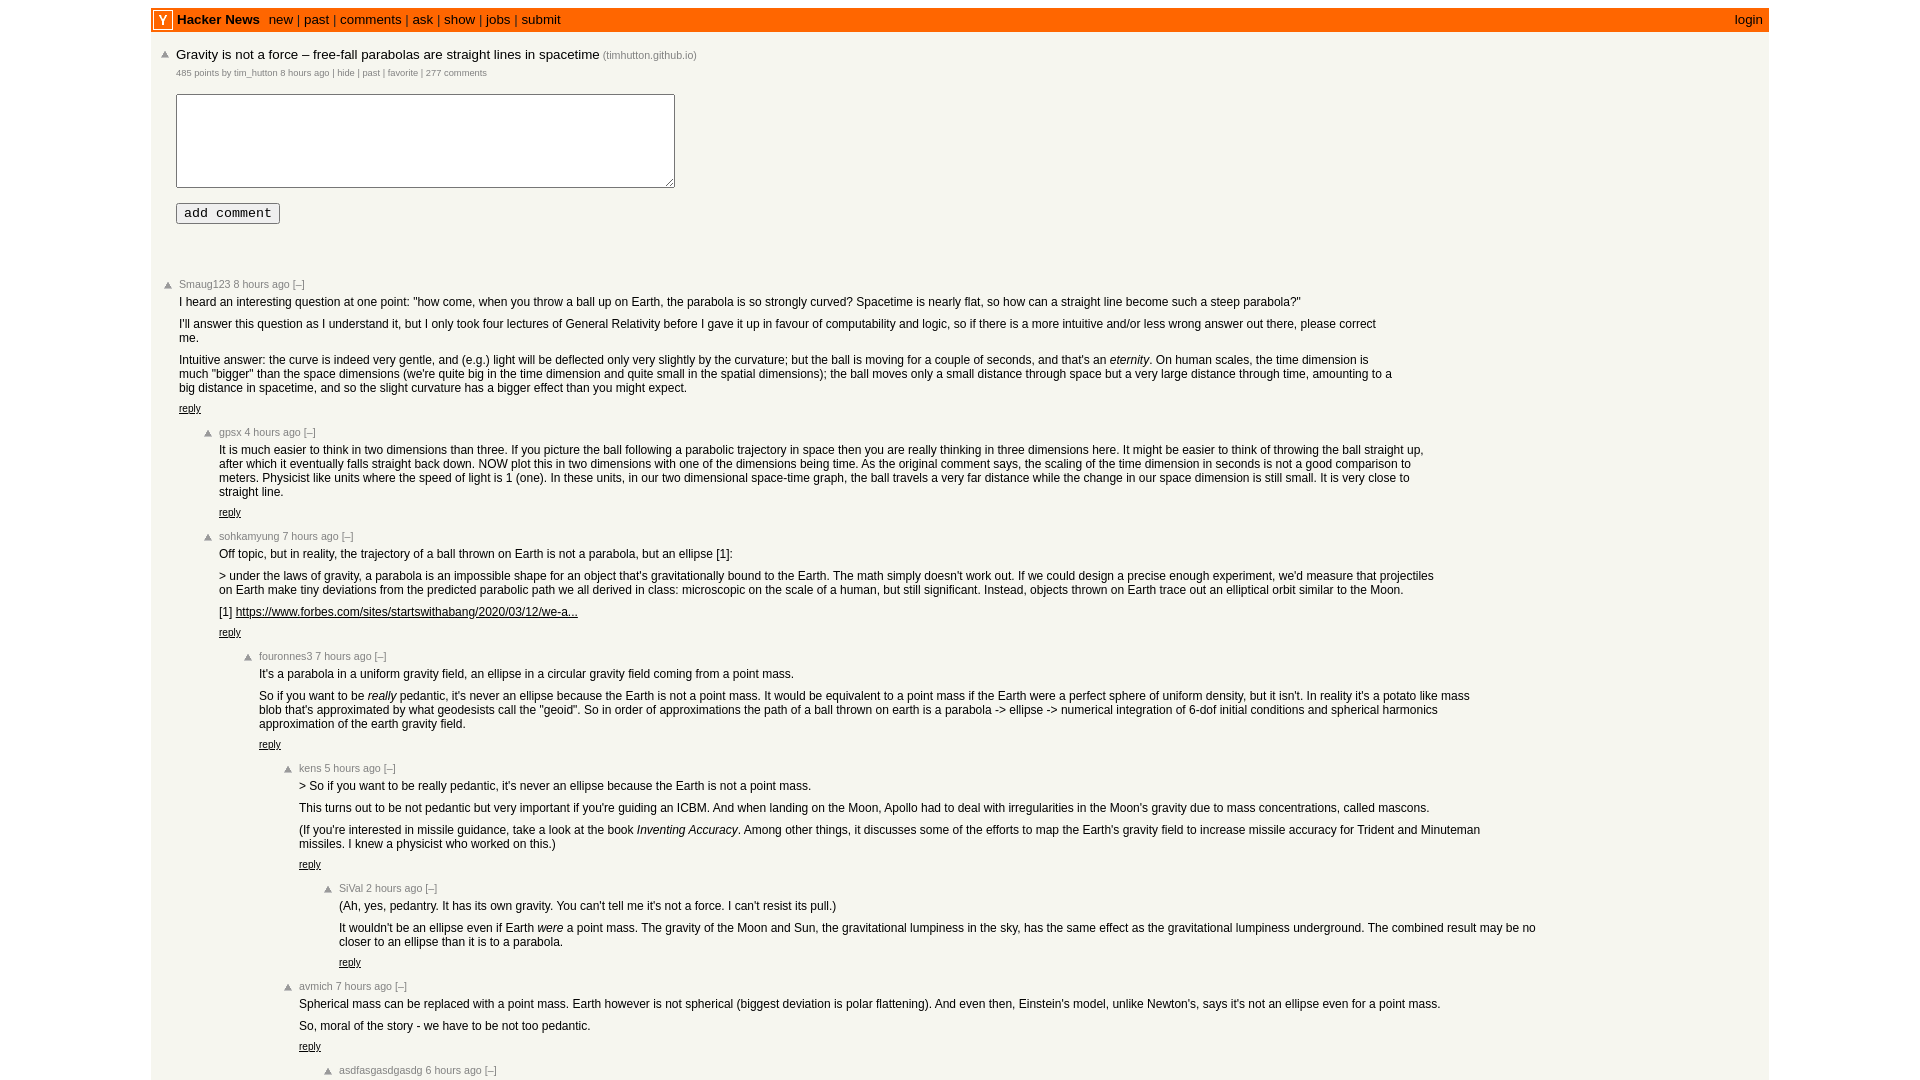 Y Hacker News new | past | comments | ask | show | jobs | submit login
Gravity is not a force – free-fall parabolas are straight lines in spacetime (timhutton.github.io)
485 points by tim_hutton 8 hours ago | hide | past | favorite | 277 comments
add comment
Smaug123 8 hours ago [–]
I heard an interesting question at one point: "how come, when you throw a ball up on Earth, the parabola is so strongly curved? Spacetime is nearly flat, so how can a straight line become such a steep parabola?"
I'll answer this question as I understand it, but I only took four lectures of General Relativity before I gave it up in favour of computability and logic, so if there is a more intuitive and/or less wrong answer out there, please correct
me.
Intuitive answer: the curve is indeed very gentle, and (e.g.) light will be deflected only very slightly by the curvature; but the ball is moving for a couple of seconds, and that's an eternity. On human scales, the time dimension is
much "bigger" than the space dimensions (we're quite big in the time dimension and quite small in the spatial dimensions); the ball moves only a small distance through space but a very large distance through time, amounting to a
big distance in spacetime, and so the slight curvature has a bigger effect than you might expect.
reply
gpsx 4 hours ago [–]
It is much easier to think in two dimensions than three. If you picture the ball following a parabolic trajectory in space then you are really thinking in three dimensions here. It might be easier to think of throwing the ball straight up,
after which it eventually falls straight back down. NOW plot this in two dimensions with one of the dimensions being time. As the original comment says, the scaling of the time dimension in seconds is not a good comparison to
meters. Physicist like units where the speed of light is 1 (one). In these units, in our two dimensional space-time graph, the ball travels a very far distance while the change in our space dimension is still small. It is very close to
straight line.
reply
sohkamyung 7 hours ago [–]
Off topic, but in reality, the trajectory of a ball thrown on Earth is not a parabola, but an ellipse [1]:
> under the laws of gravity, a parabola is an impossible shape for an object that's gravitationally bound to the Earth. The math simply doesn't work out. If we could design a precise enough experiment, we'd measure that projectiles
on Earth make tiny deviations from the predicted parabolic path we all derived in class: microscopic on the scale of a human, but still significant. Instead, objects thrown on Earth trace out an elliptical orbit similar to the Moon.
[1] https://www.forbes.com/sites/startswithabang/2020/03/12/we-a...
reply
fouronnes3 7 hours ago [–]
It's a parabola in a uniform gravity field, an ellipse in a circular gravity field coming from a point mass.
So if you want to be really pedantic, it's never an ellipse because the Earth is not a point mass. It would be equivalent to a point mass if the Earth were a perfect sphere of uniform density, but it isn't. In reality it's a potato like mass
blob that's approximated by what geodesists call the "geoid". So in order of approximations the path of a ball thrown on earth is a parabola -> ellipse -> numerical integration of 6-dof initial conditions and spherical harmonics
approximation of the earth gravity field.
reply
kens 5 hours ago [–]
> So if you want to be really pedantic, it's never an ellipse because the Earth is not a point mass.
This turns out to be not pedantic but very important if you're guiding an ICBM. And when landing on the Moon, Apollo had to deal with irregularities in the Moon's gravity due to mass concentrations, called mascons.
(If you're interested in missile guidance, take a look at the book Inventing Accuracy. Among other things, it discusses some of the efforts to map the Earth's gravity field to increase missile accuracy for Trident and Minuteman
missiles. I knew a physicist who worked on this.)
reply
SiVal 2 hours ago [–]
(Ah, yes, pedantry. It has its own gravity. You can't tell me it's not a force. I can't resist its pull.)
It wouldn't be an ellipse even if Earth were a point mass. The gravity of the Moon and Sun, the gravitational lumpiness in the sky, has the same effect as the gravitational lumpiness underground. The combined result may be no
closer to an ellipse than it is to a parabola.
reply
avmich 7 hours ago [–]
Spherical mass can be replaced with a point mass. Earth however is not spherical (biggest deviation is polar flattening). And even then, Einstein's model, unlike Newton's, says it's not an ellipse even for a point mass.
So, moral of the story - we have to be not too pedantic.
reply
asdfasgasdgasdg 6 hours ago [–]